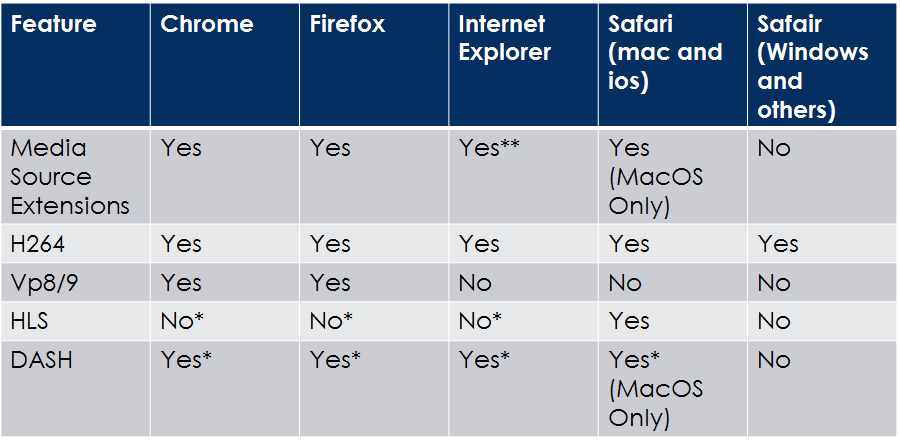 Feature Chrome Firefox Internet Explorer Safari (mac and ios) Safair (Windows and others)
Media Source Extensions Yes Yes Yes** Yes (MacOS Only) No
H264 Yes Yes Yes Yes Yes
Vp8/9 Yes Yes No No No
HLS No* No* No* Yes No
DASH Yes* Yes* Yes* Yes* (MacOS Only) No